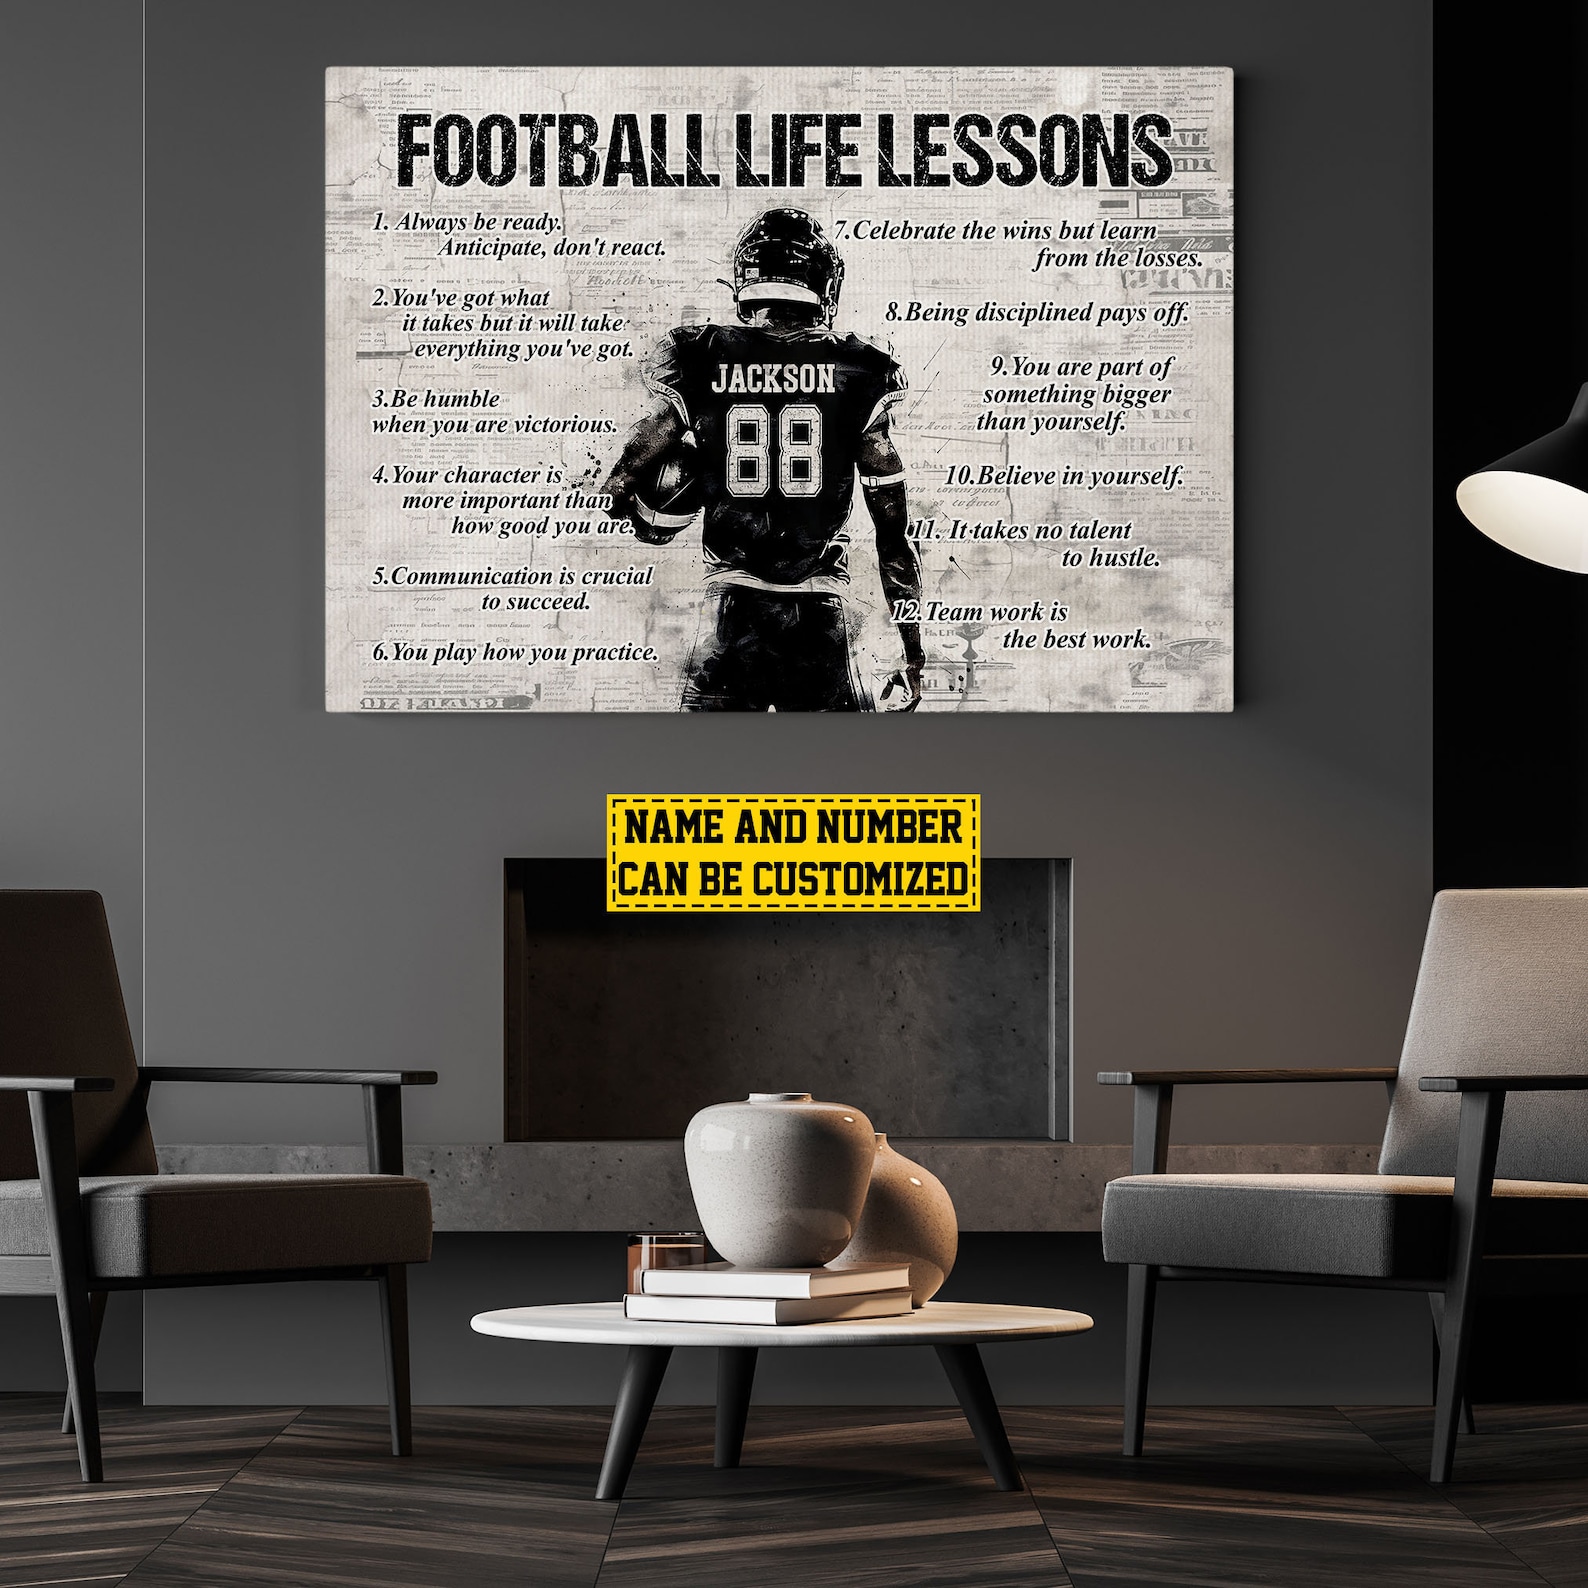 FOOTBALL LIFE LESSONS
1. Always be ready.
Anticipate, don't react.
2.You've got what
it takes but it will take
everything you've got.
3.Be humble
when you are victorious.
4.Your character is
more important than
how good you are.
5.Communication is crucial
to succeed.
6.You play how you practice.
7.Celebrate the wins but learn
from the losses.
8.Being disciplined pays off.
9.You are part of
something bigger
than yourself.
10.Believe in yourself.
11. It takes no talent
to hustle.
12.Team work is
the best work.
JACKSON
88
NAME AND NUMBER
CAN BE CUSTOMIZED